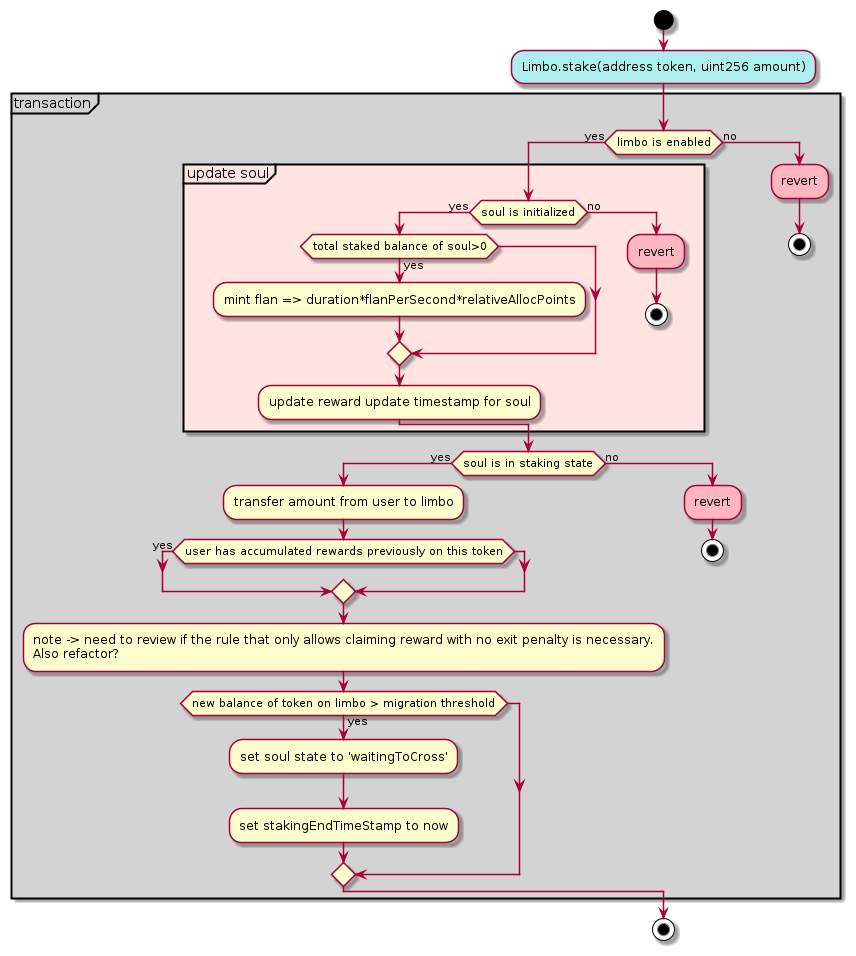 Limbo.stake(address token, uint256 amount)
transaction
yes
limbo is enabled
no
revert
update soul
yes
soul is initialized
no
revert
total staked balance of soul>0
yes
mint flan => duration*flanPerSecond*relativeAllocPoints
update reward update timestamp for soul
yes
soul is in staking state
no
revert
transfer amount from user to limbo
yes
user has accumulated rewards previously on this token
note -> need to review if the rule that only allows claiming reward with no exit penalty is necessary.
Also refactor?
new balance of token on limbo > migration threshold
yes
set soul state to 'waitingToCross'
set stakingEndTimeStamp to now